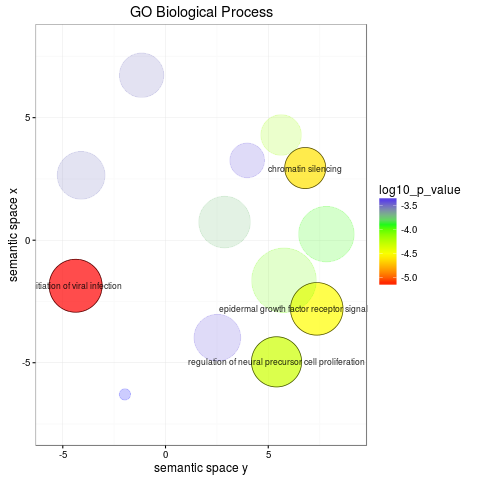 GO Biological Process
5
0
-5
semantic space x
chromatin silencing
itiation of viral infection
epidermal growth factor receptor signal
regulation of neural precursor cell proliferation
-5
0
5
semantic space y
log10_p_value
-3.5
-4.0
-4.5
-5.0